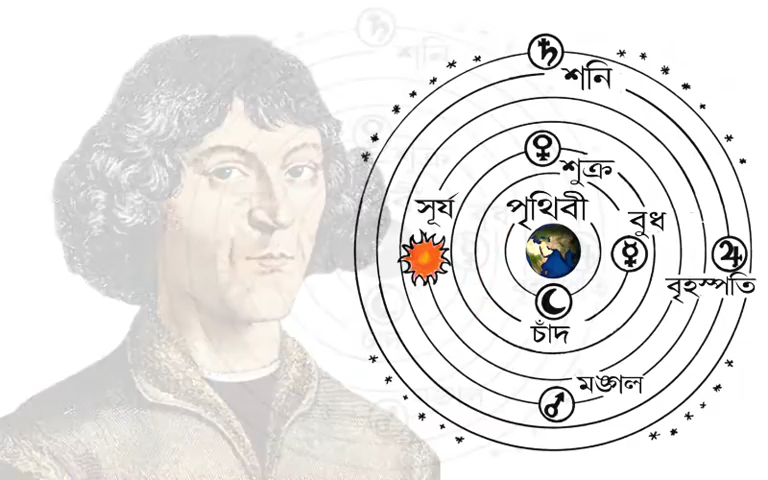 শনি
শুক্র
সূর্য
পৃথিবী
বুধ
বৃহস্পতি
চাঁদ
মঙ্গল